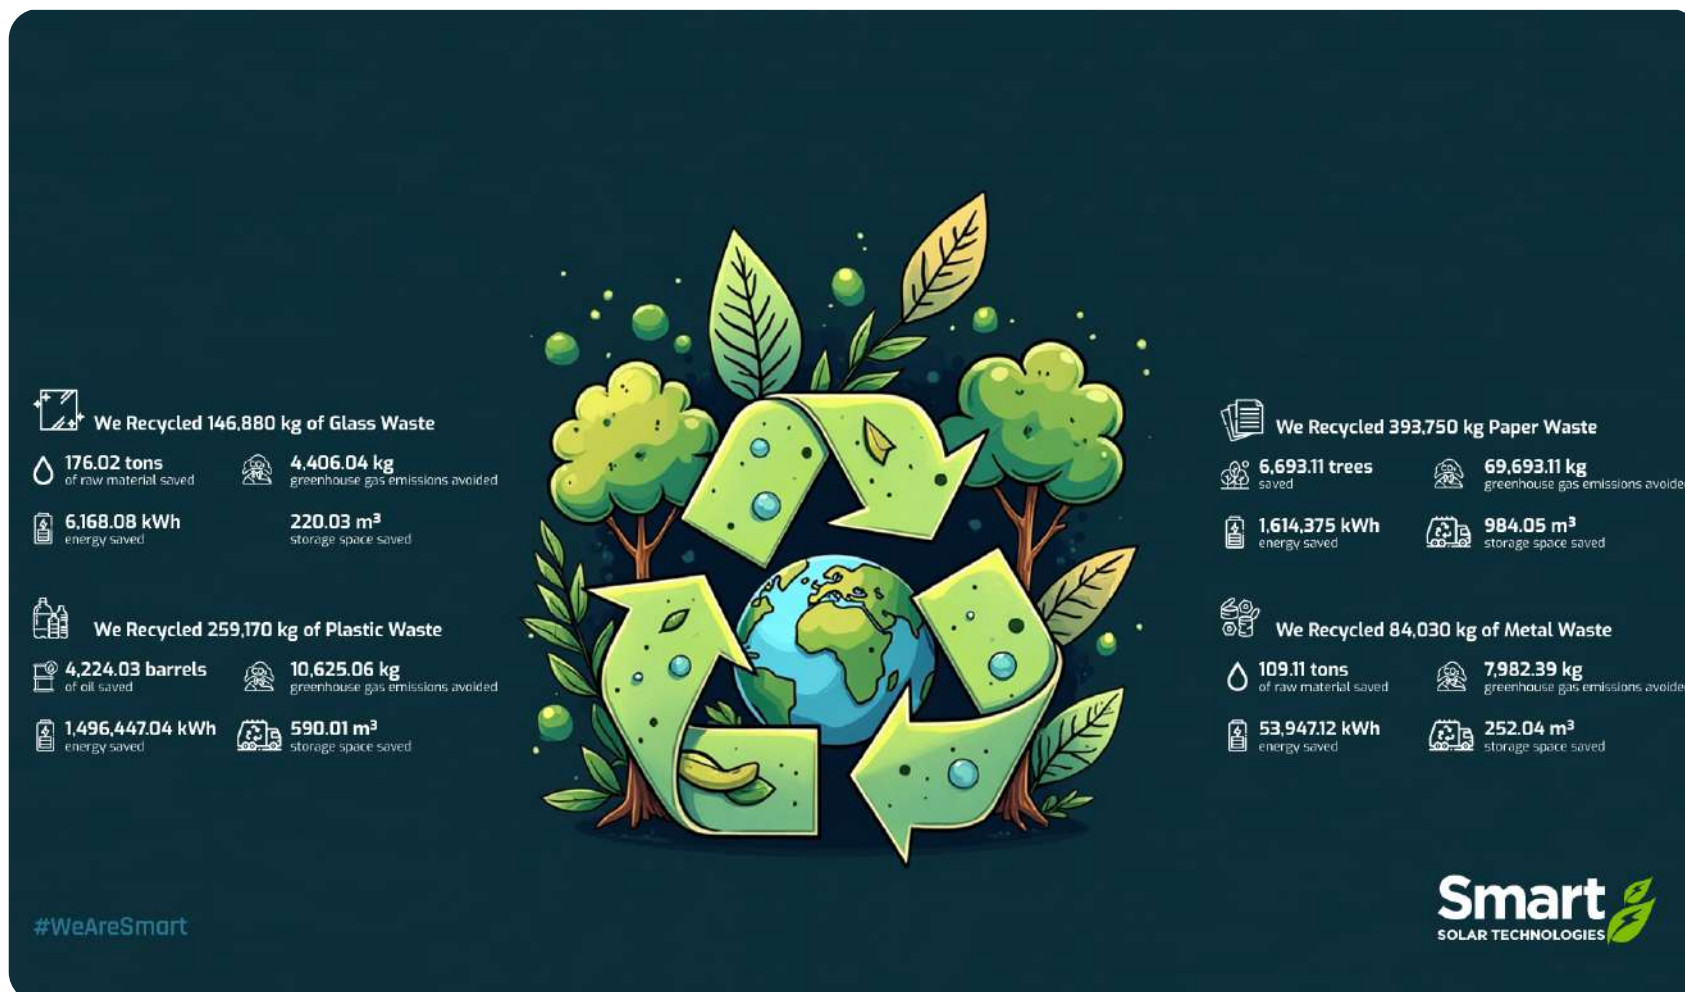 We Recycled 146,880 kg of Glass Waste
176.02 tons
of raw material saved
4,406.04 kg
greenhouse gas emissions avoided
6,168.08 kWh
energy saved
220.03 m³
storage space saved
We Recycled 259,170 kg of Plastic Waste
4,224.03 barrels
of oil saved
10,625.06 kg
greenhouse gas emissions avoided
1,496,447.04 kWh
energy saved
590.01 m³
storage space saved
We Recycled 393,750 kg Paper Waste
6,693.11 trees
saved
69,693.11 kg
greenhouse gas emissions avoide
1,614,375 kWh
energy saved
984.05 m³
storage space saved
We Recycled 84,030 kg of Metal Waste
109.11 tons
of raw material saved
7,982.39 kg
greenhouse gas emissions avoide
53,947.12 kWh
energy saved
252.04 m³
storage space saved
#WeAreSmart
Smart
SOLAR TECHNOLOGIES